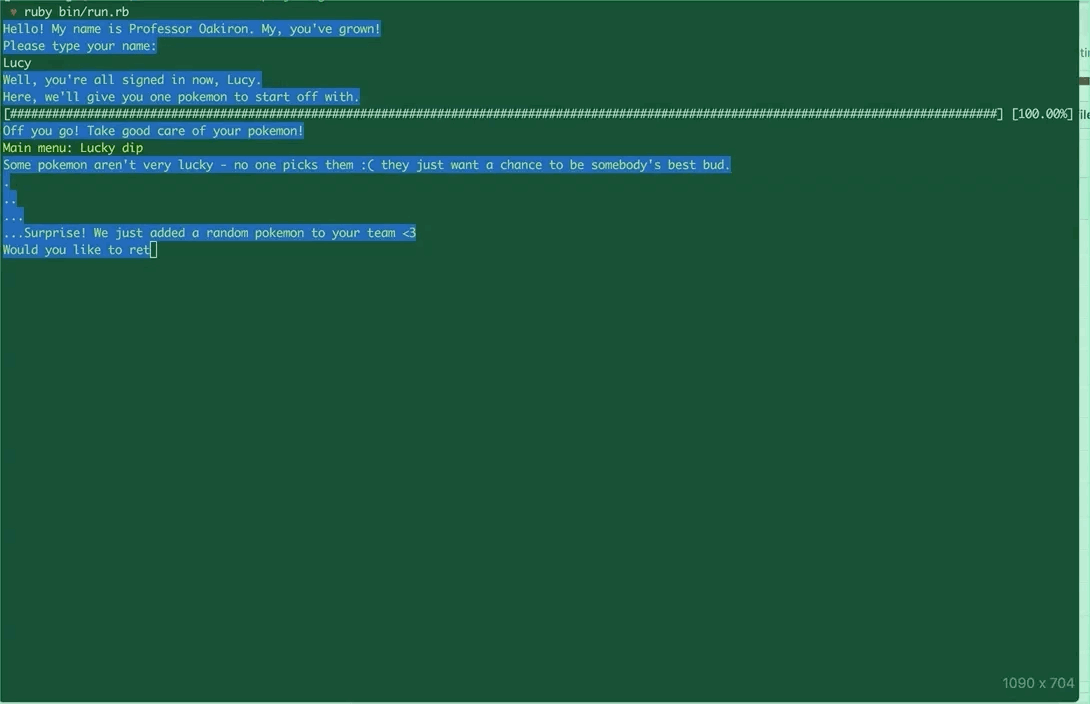 ruby bin/run.rb
Hello! My name is Professor Oakiron. My, you've grown!
Please type your name:
Lucy
Well, you're all signed in now, Lucy.
Here, we'll give you one pokemon to start off with.
[#############################################################################################################################################] [100.00%]
Off you go! Take good care of your pokemon!
Main menu: Lucky dip
Some pokemon aren't very lucky - no one picks them :( they just want a chance to be somebody's best bud.
.
..
...
...Surprise! We just added a random pokemon to your team <3
Would you like to ret
1090 x 704